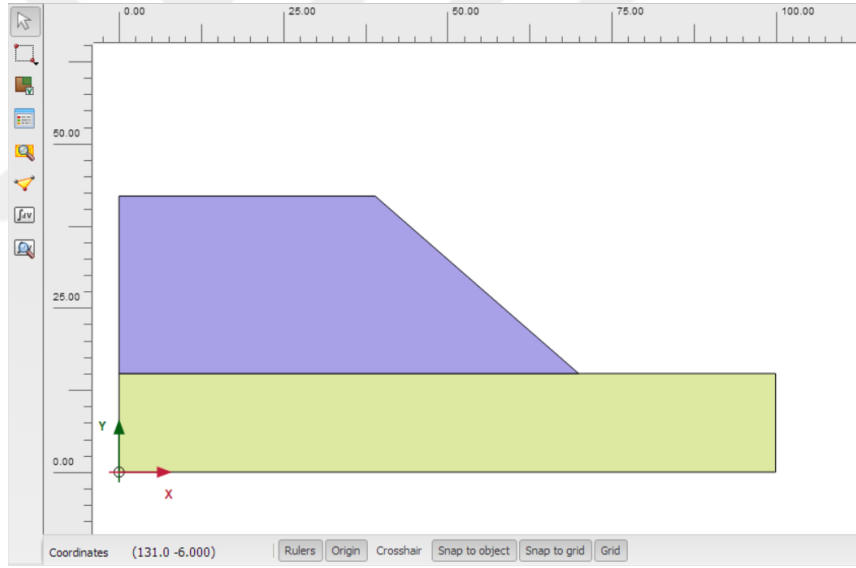 0.00 25.00 50.00 75.00 100.00
50.00
25.00
0.00
Y
X
∫dv
Coordinates (131.0 -6.000) Rulers Origin Crosshair Snap to object Snap to grid Grid